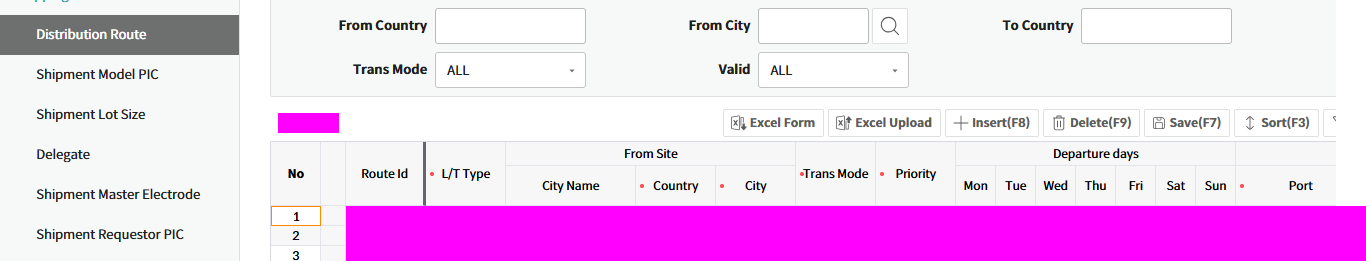 From Country From City To Country
Distribution Route
Shipment Model PIC
Trans Mode ALL Valid ALL
Shipment Lot Size
Excel Form Excel Upload Insert(F8) Delete(F9) Save(F7) Sort(F3)
Delegate
From Site Departure days
No Route Id L/T Type Trans Mode Priority
City Name Country City Mon Tue Wed Thu Fri Sat Sun Port
Shipment Master Electrode
1
Shipment Requestor PIC
2
3